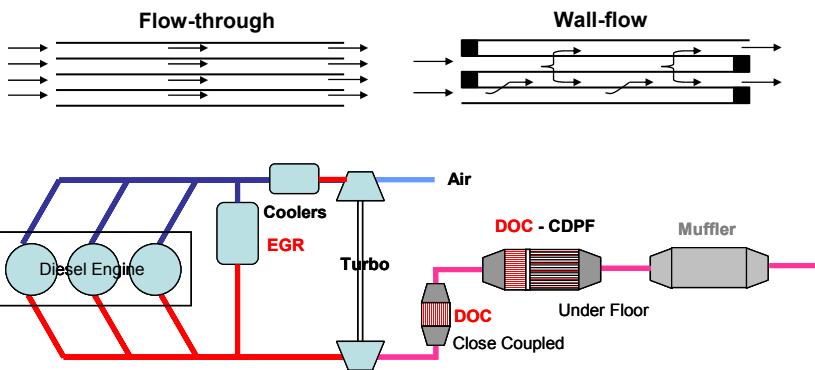 Flow-through
Wall-flow
Air
Coolers
EGR
DOC - CDPF
Muffler
Diesel Engine
Turbo
Under Floor
DOC
Close Coupled